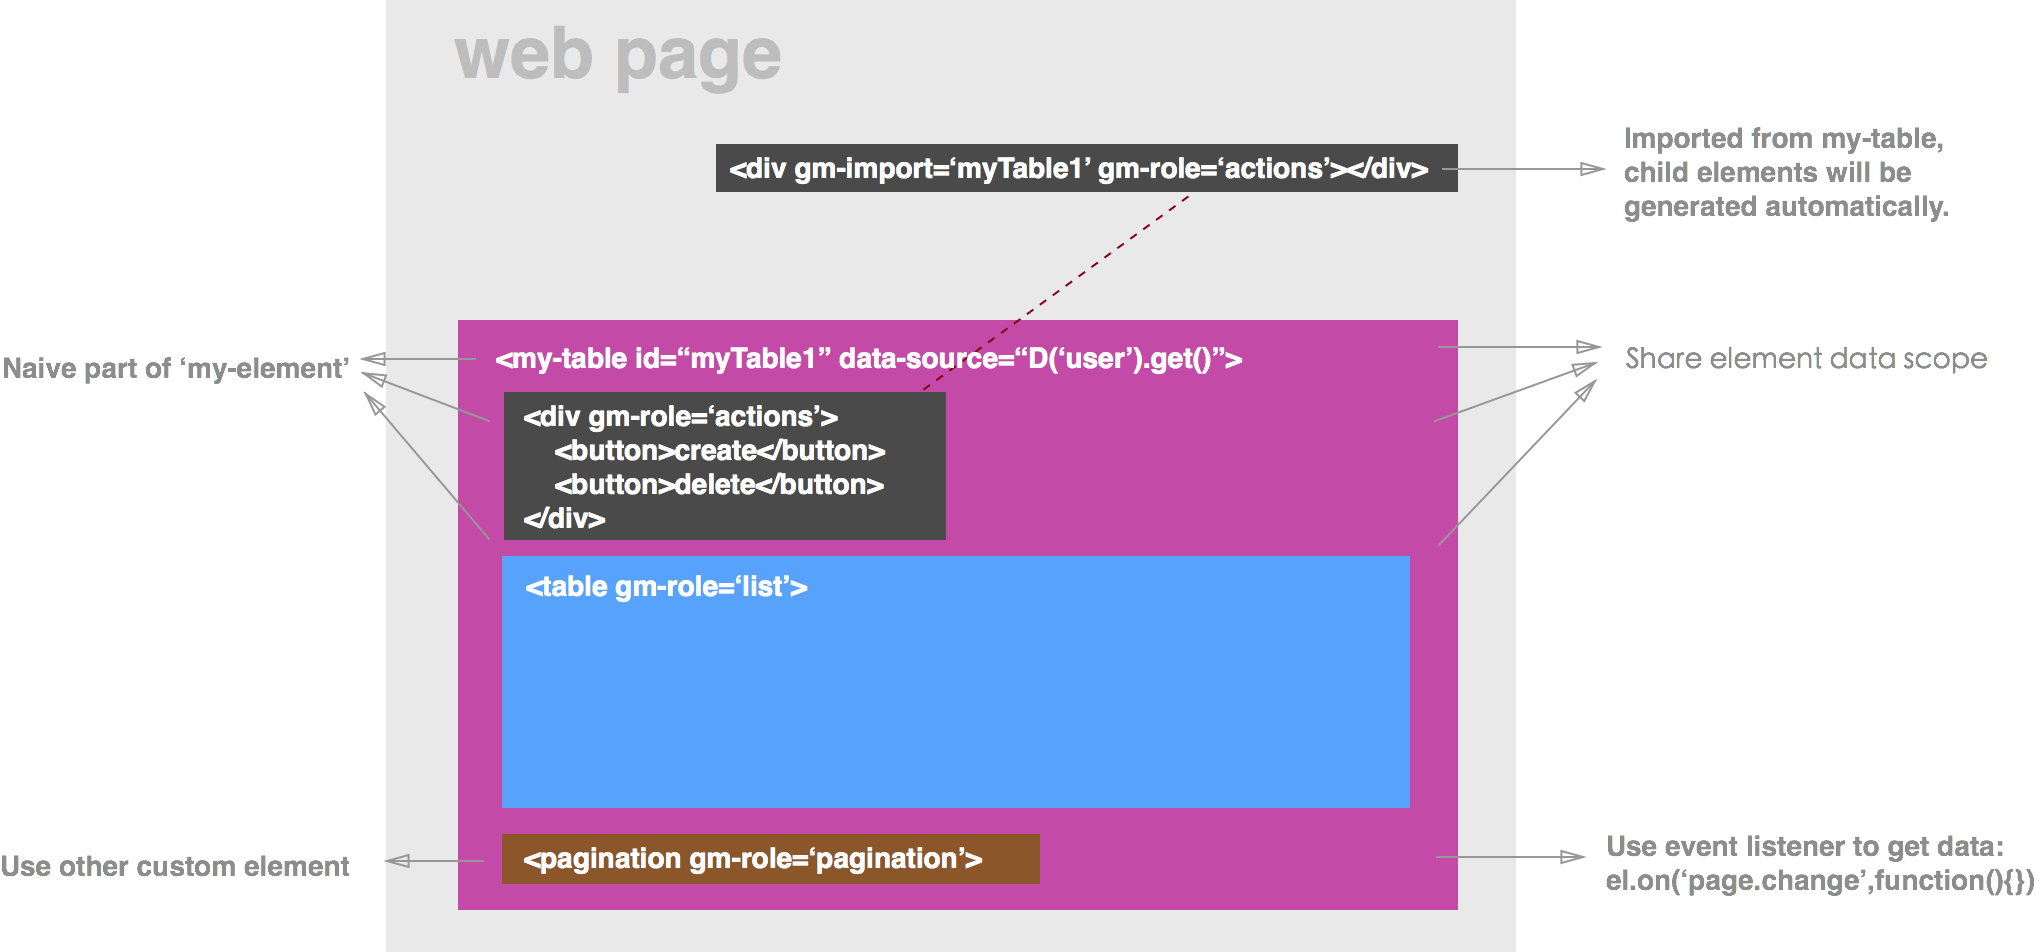 web page
<div gm-import=‘myTable1’ gm-role=‘actions’></div>
Imported from my-table,
child elements will be
generated automatically.
Naive part of ‘my-element’
<my-table id=“myTable1” data-source=“D(‘user’).get()”>
Share element data scope
<div gm-role=‘actions’>
<button>create</button>
<button>delete</button>
</div>
<table gm-role=‘list’>
Use other custom element
<pagination gm-role=‘pagination’>
Use event listener to get data:
el.on(‘page.change’,function(){})